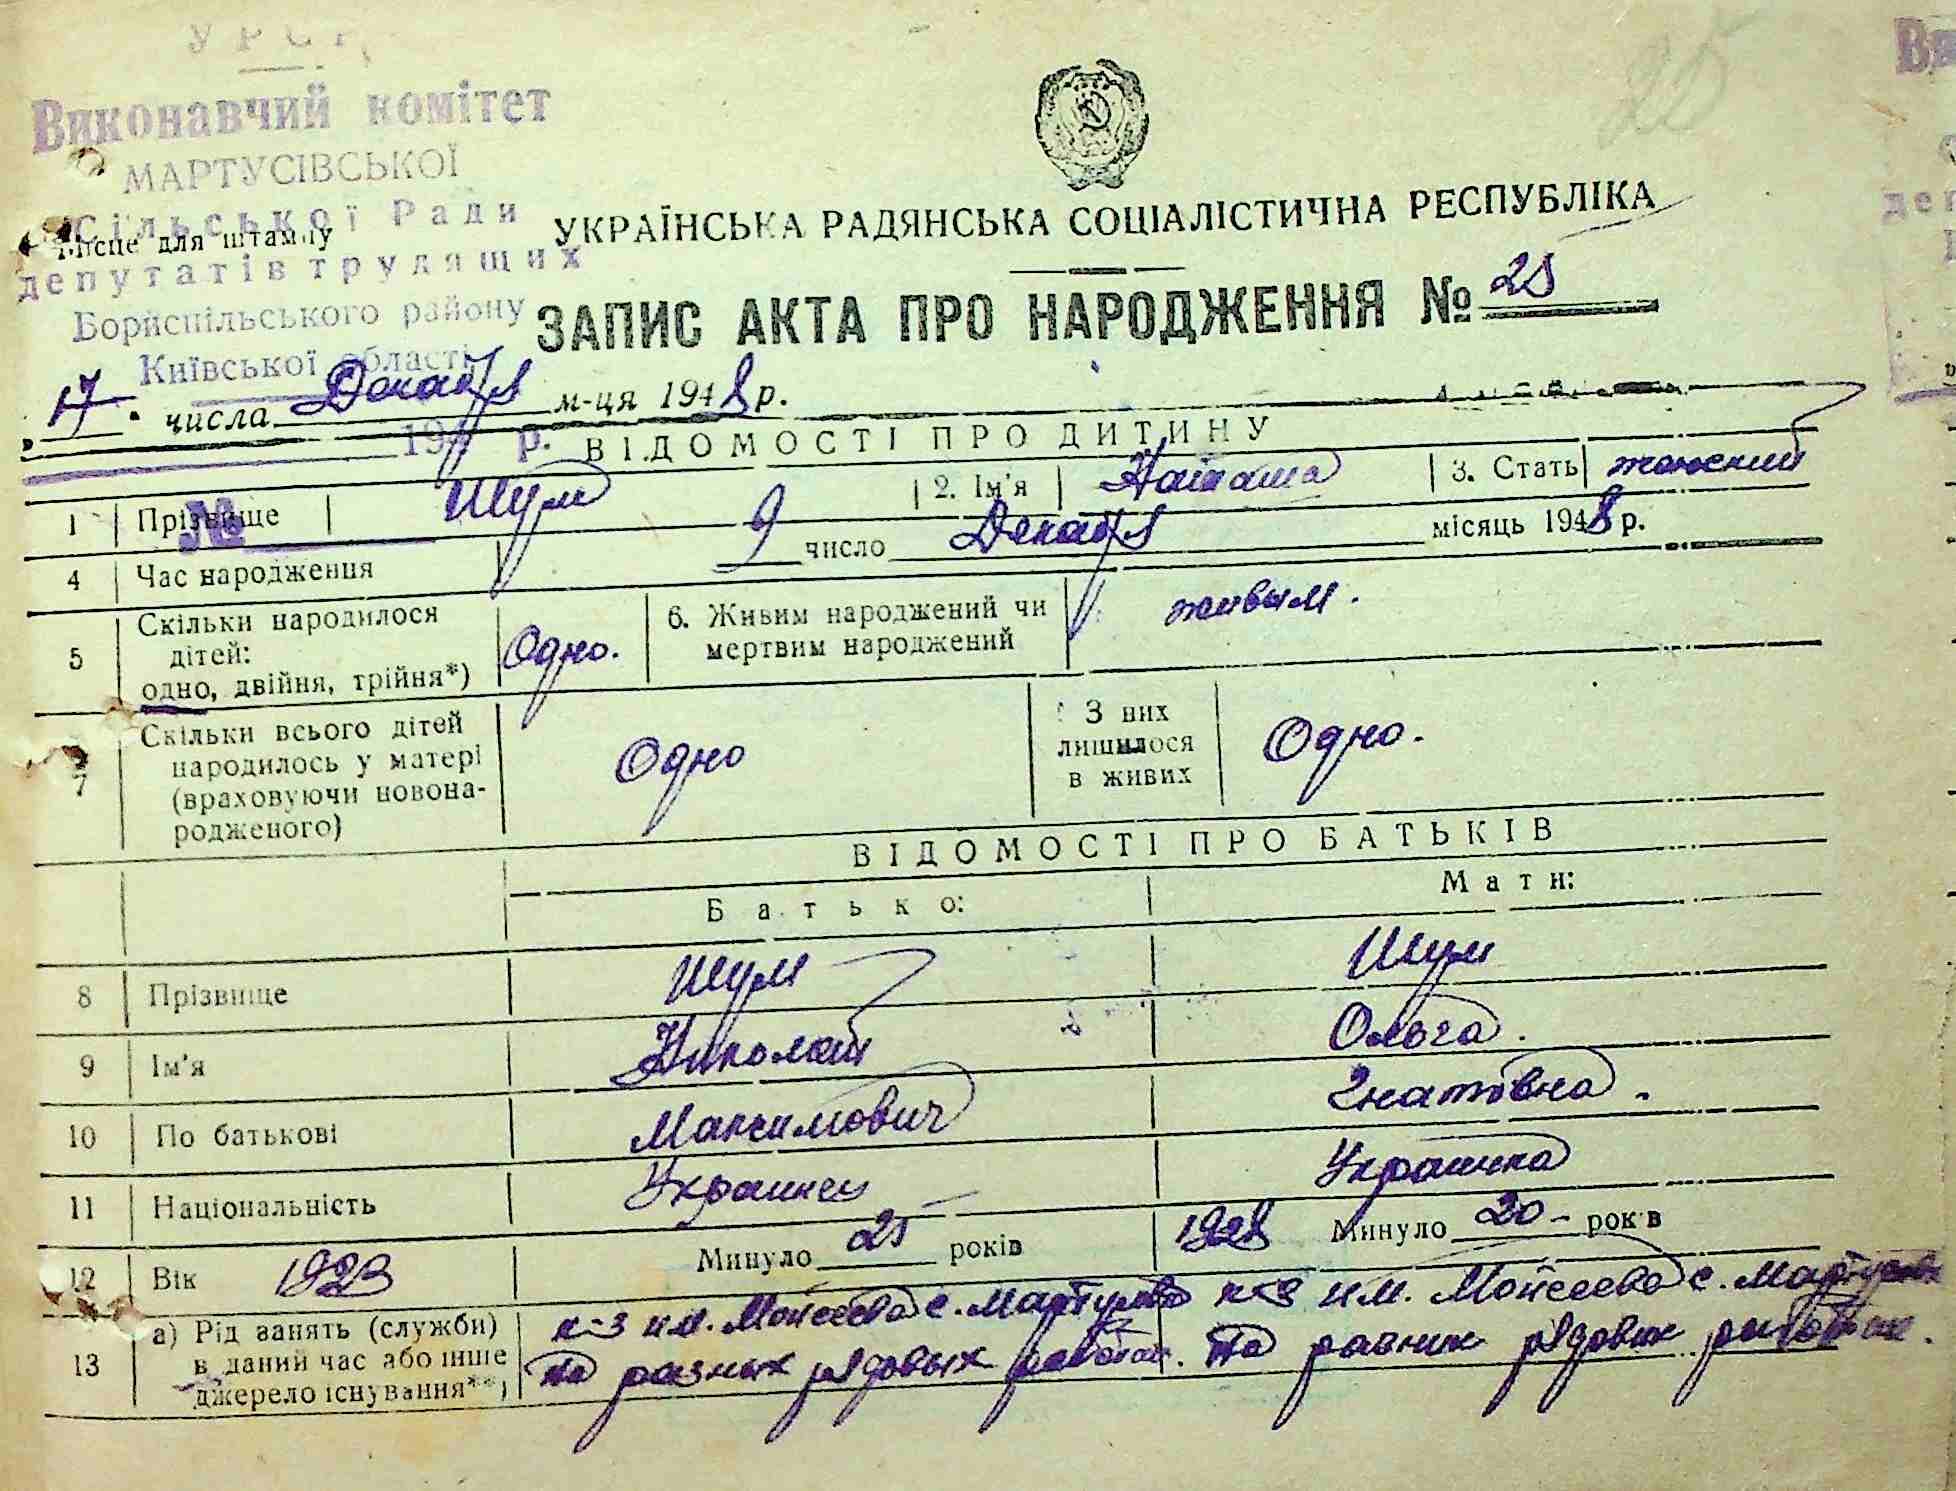 УРСР
Виконавчий комітет
МАРТУСІВСЬКОЇ
Сільської Ради
Місце для штампу
депутатів трудящих
Бориспільського району
Київської області
194 р.
№
25
УКРАЇНСЬКА РАДЯНСЬКА СОЦІАЛІСТИЧНА РЕСПУБЛІКА
ЗАПИС АКТА ПРО НАРОДЖЕННЯ № 25
„17“ числа Декабря м-ця 1948 р.
ВІДОМОСТІ ПРО ДИТИНУ
1 Прізвище Шум 2. Ім'я Наташа 3. Стать женский
4 Час народження 9 число Декабря місяць 1948 р.
5 Скільки народилося дітей: одно, двійня, трійня*) Одно. 6. Живим народжений чи мертвим народжений живым.
7 Скільки всього дітей народилось у матері (враховуючи новонародженого) Одно З них лишилося в живих Одно.
ВІДОМОСТІ ПРО БАТЬКІВ
Батько: Мати:
8 Прізвище Шум Шум
9 Ім'я Николай Ольга.
10 По батькові Максимович Гнатовна.
11 Національність Украинец Украинка
12 Вік 1923 Минуло 25 років 1928 Минуло 20 - років
13 а) Рід занять (служби) в даний час або інше джерело існування**)
к-з им. Моисеева с. Мартусовка к-з им. Моисеева с. Мартусовка
На разных рядовых работах. На разных рядовых работах.